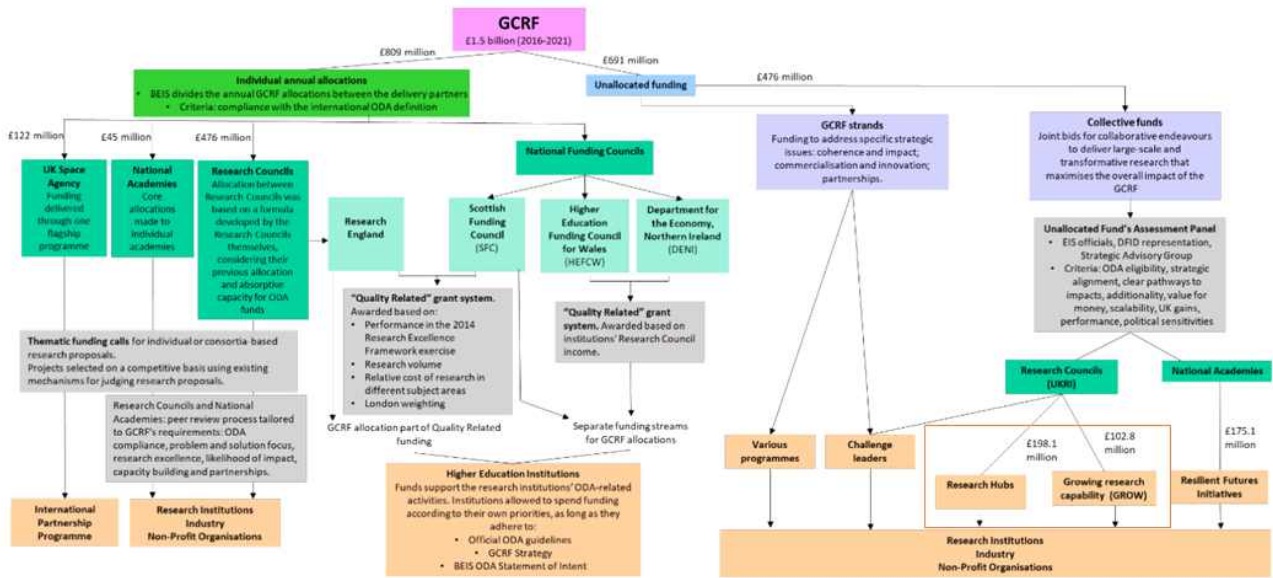 GCRF
£1.5 billion (2016-2021)
£809 million
£691 million
£476 million
Individual annual allocations
• BEIS divides the annual GCRF allocations between the delivery partners
• Criteria: compliance with the international ODA definition
Unallocated funding
£122 million
£45 million
£476 million
UK Space
Agency
Funding
delivered
through one
flagship
programme
National
Academies
Core
allocations
made to
individual
academies
Research Councils
Allocation between
Research Councils was
based on a formula
developed by the
Research Councils
themselves,
considering their
previous allocation
and absorptive
capacity for ODA
funds
National Funding Councils
Research
England
Scottish
Funding
Council
(SFC)
Higher
Education
Funding Council
for Wales
(HEFCW)
Department for
the Economy,
Northern Ireland
(DENI)
GCRF strands
Funding to address specific strategic
issues: coherence and impact;
commercialisation and innovation;
partnerships.
Collective funds
Joint bids for collaborative endeavours
to deliver large-scale and
transformative research that
maximises the overall impact of the
GCRF
"Quality Related" grant system.
Awarded based on:
• Performance in the 2014
Research Excellence
Framework exercise
• Research volume
• Relative cost of research in
different subject areas
• London weighting
"Quality Related" grant
system. Awarded based on
institutions' Research Council
income.
Unallocated Fund's Assessment Panel
• EIS officials, DFID representation,
Strategic Advisory Group
• Criteria: ODA eligibility, strategic
alignment, clear pathways to
impacts, additionality, value for
money, scalability, UK gains,
performance, political sensitivities
Thematic funding calls for individual or consortia-based
research proposals.
Projects selected on a competitive basis using existing
mechanisms for judging research proposals.
Research Councils and National
Academies: peer review process tailored
to GCRF's requirements: ODA
compliance, problem and solution focus,
research excellence, likelihood of impact,
capacity building and partnerships.
GCRF allocation part of Quality Related
funding
Separate funding streams
for GCRF allocations
Research Councils
(UKRI)
National Academies
£198.1
million
£102.8
million
£175.1
million
Various
programmes
Challenge
leaders
Research Hubs
Growing research
capability (GROW)
Resilient Futures
Initiatives
International
Partnership
Programme
Research Institutions
Industry
Non-Profit Organisations
Higher Education Institutions
Funds support the research institutions' ODA-related
activities. Institutions allowed to spend funding
according to their own priorities, as long as they
adhere to:
• Official ODA guidelines
• GCRF Strategy
• BEIS ODA Statement of Intent
Research Institutions
Industry
Non-Profit Organisations